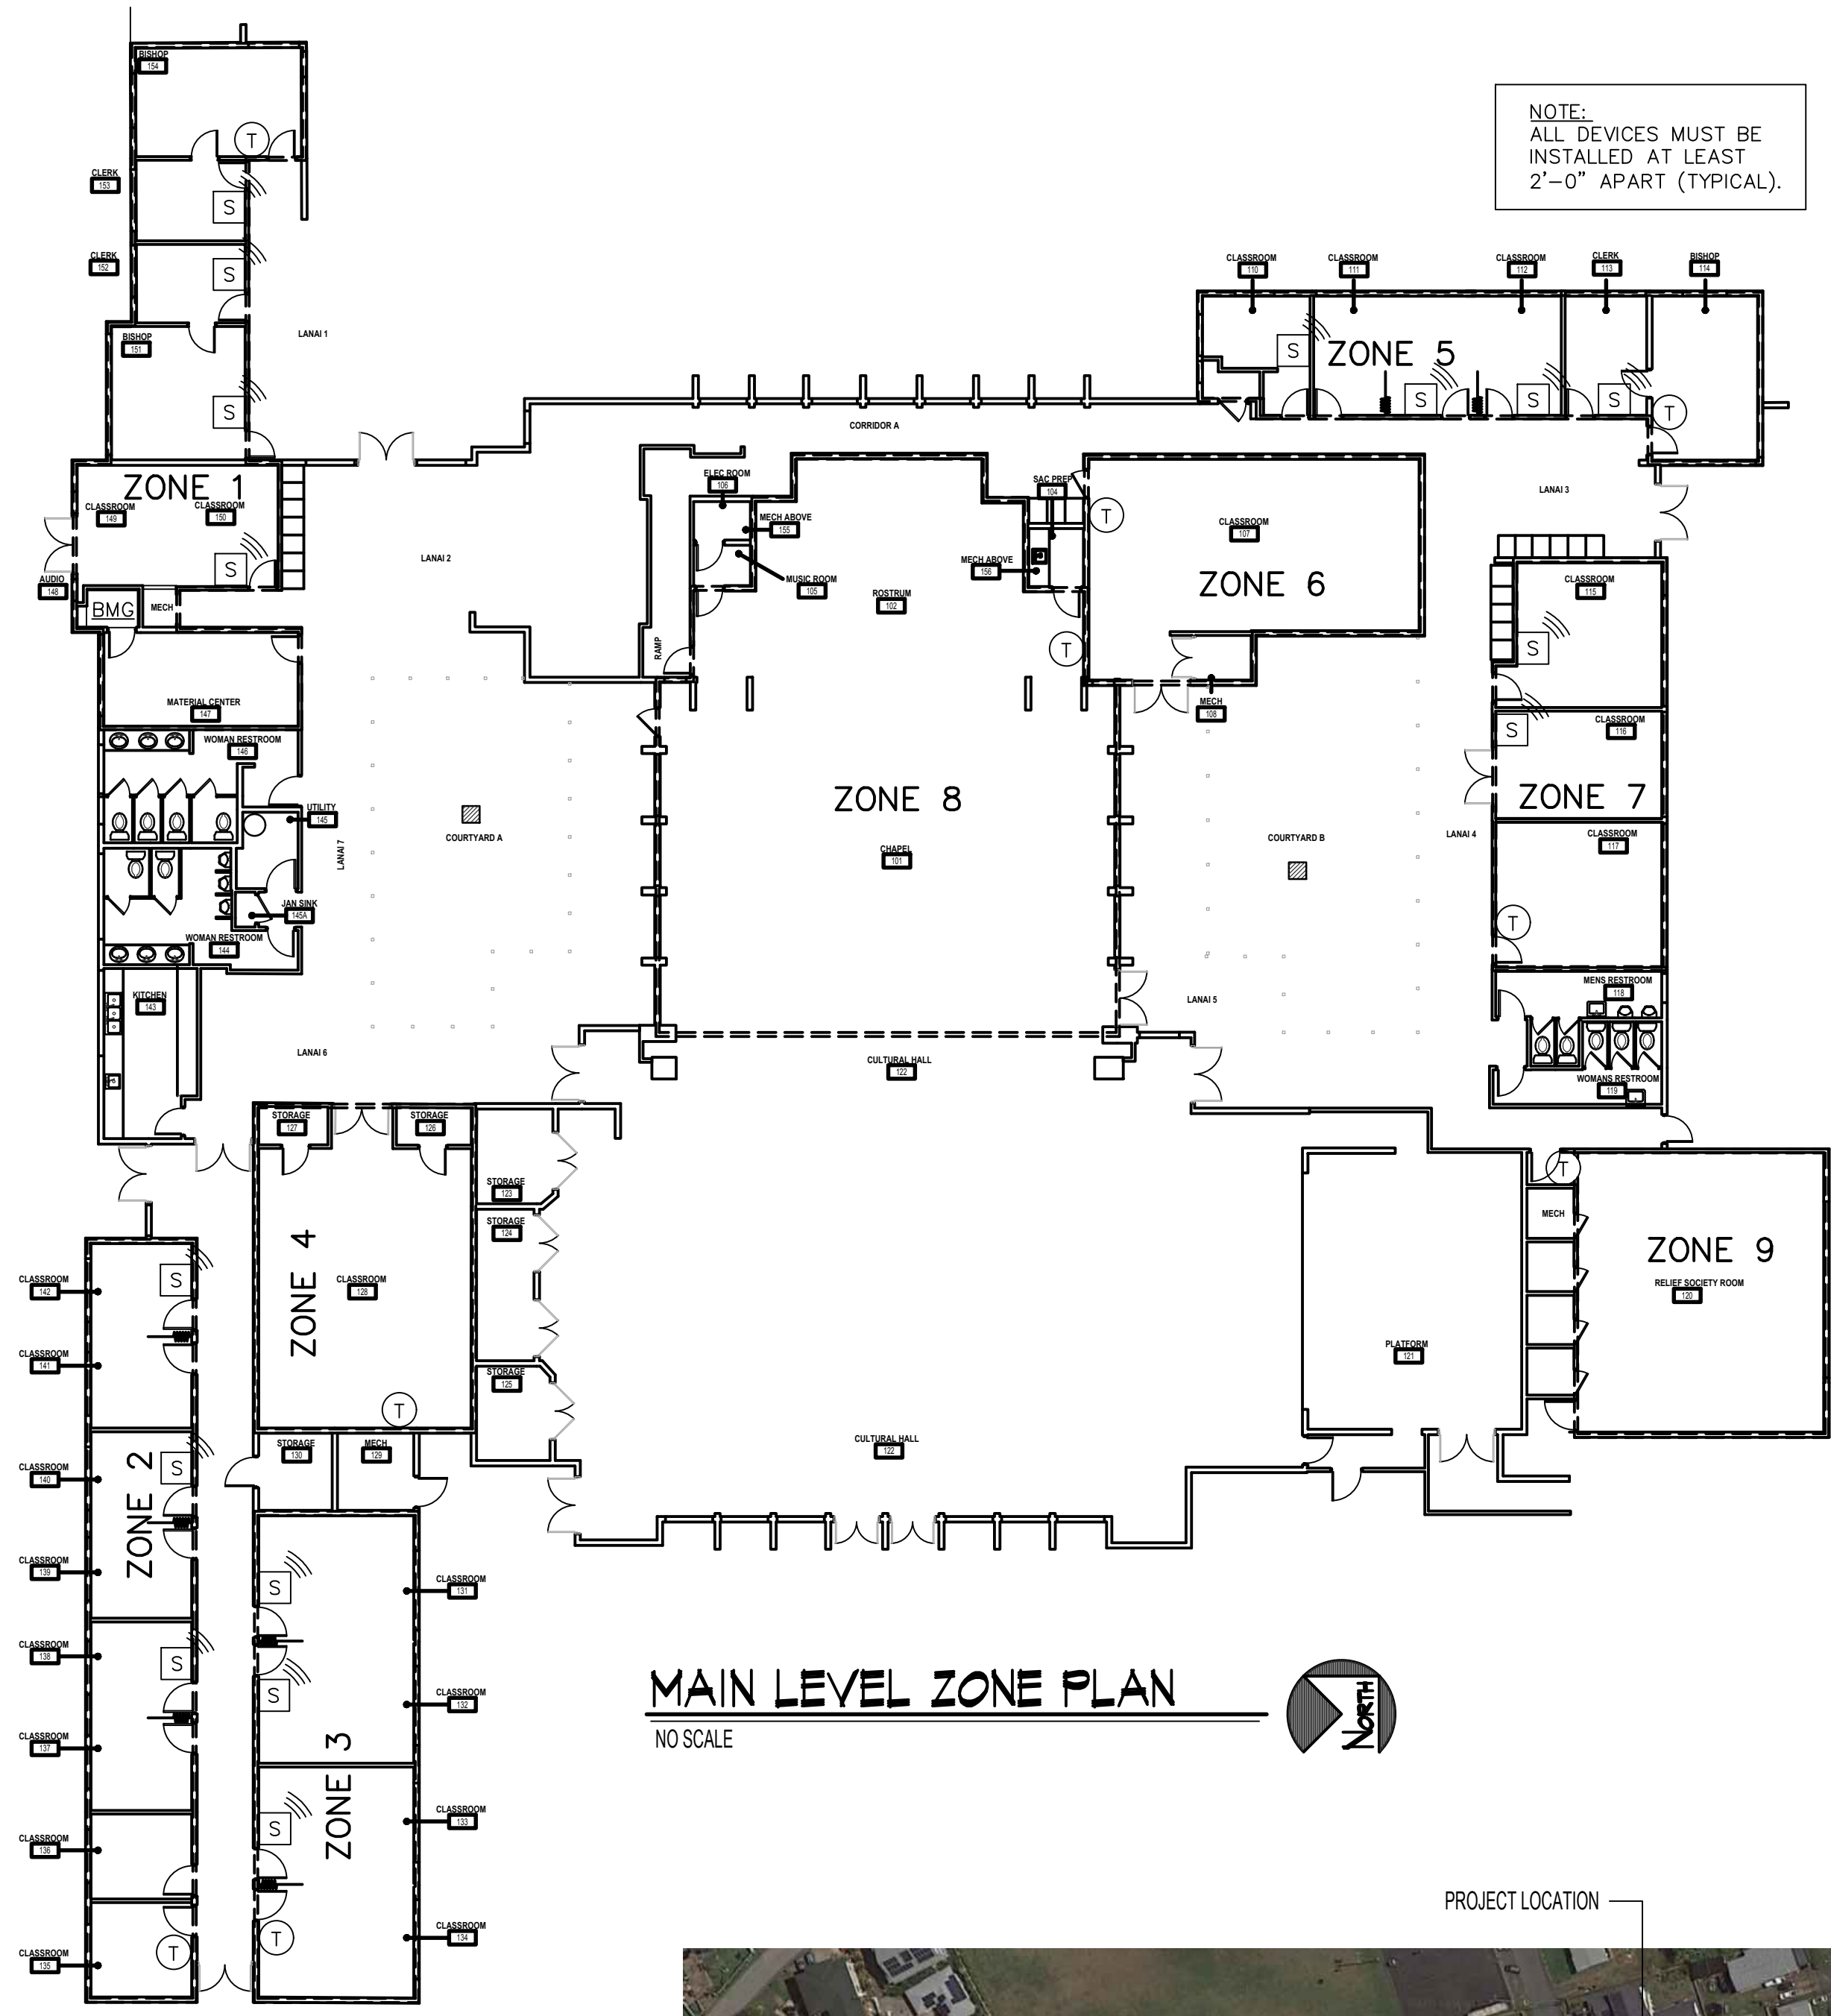 BISHOP
154
T
NOTE:
ALL DEVICES MUST BE
INSTALLED AT LEAST
2'-0" APART (TYPICAL).
CLERK
153
S
CLERK
152
S
BISHOP
151
S
LANAI 1
CLASSROOM
110
CLASSROOM
111
CLASSROOM
112
CLERK
113
BISHOP
114
S
ZONE 5
S
S
S
T
CORRIDOR A
ZONE 1
CLASSROOM
149
CLASSROOM
150
S
AUDIO
148
BMG
MECH
LANAI 2
ELEC ROOM
106
MECH ABOVE
155
MUSIC ROOM
105
RAMP
SAC PREP
104
MECH ABOVE
156
ROSTRUM
102
T
T
CLASSROOM
107
ZONE 6
MECH
108
LANAI 3
CLASSROOM
115
S
CLASSROOM
116
S
ZONE 7
CLASSROOM
117
T
LANAI 4
MATERIAL CENTER
147
WOMAN RESTROOM
146
UTILITY
145
LANAI 7
JAN SINK
145A
WOMAN RESTROOM
144
KITCHEN
143
COURTYARD A
ZONE 8
CHAPEL
101
COURTYARD B
LANAI 5
LANAI 6
MENS RESTROOM
118
WOMANS RESTROOM
119
CULTURAL HALL
122
STORAGE
127
STORAGE
126
STORAGE
123
STORAGE
124
STORAGE
125
ZONE 4
CLASSROOM
128
T
STORAGE
130
MECH
129
T
MECH
ZONE 9
RELIEF SOCIETY ROOM
120
PLATFORM
121
CULTURAL HALL
122
CLASSROOM
142
S
CLASSROOM
141
CLASSROOM
140
S
ZONE 2
CLASSROOM
139
CLASSROOM
138
S
CLASSROOM
137
CLASSROOM
136
CLASSROOM
135
T
S
CLASSROOM
131
S
CLASSROOM
132
ZONE 3
S
CLASSROOM
133
T
CLASSROOM
134
MAIN LEVEL ZONE PLAN
NO SCALE
NORTH
PROJECT LOCATION